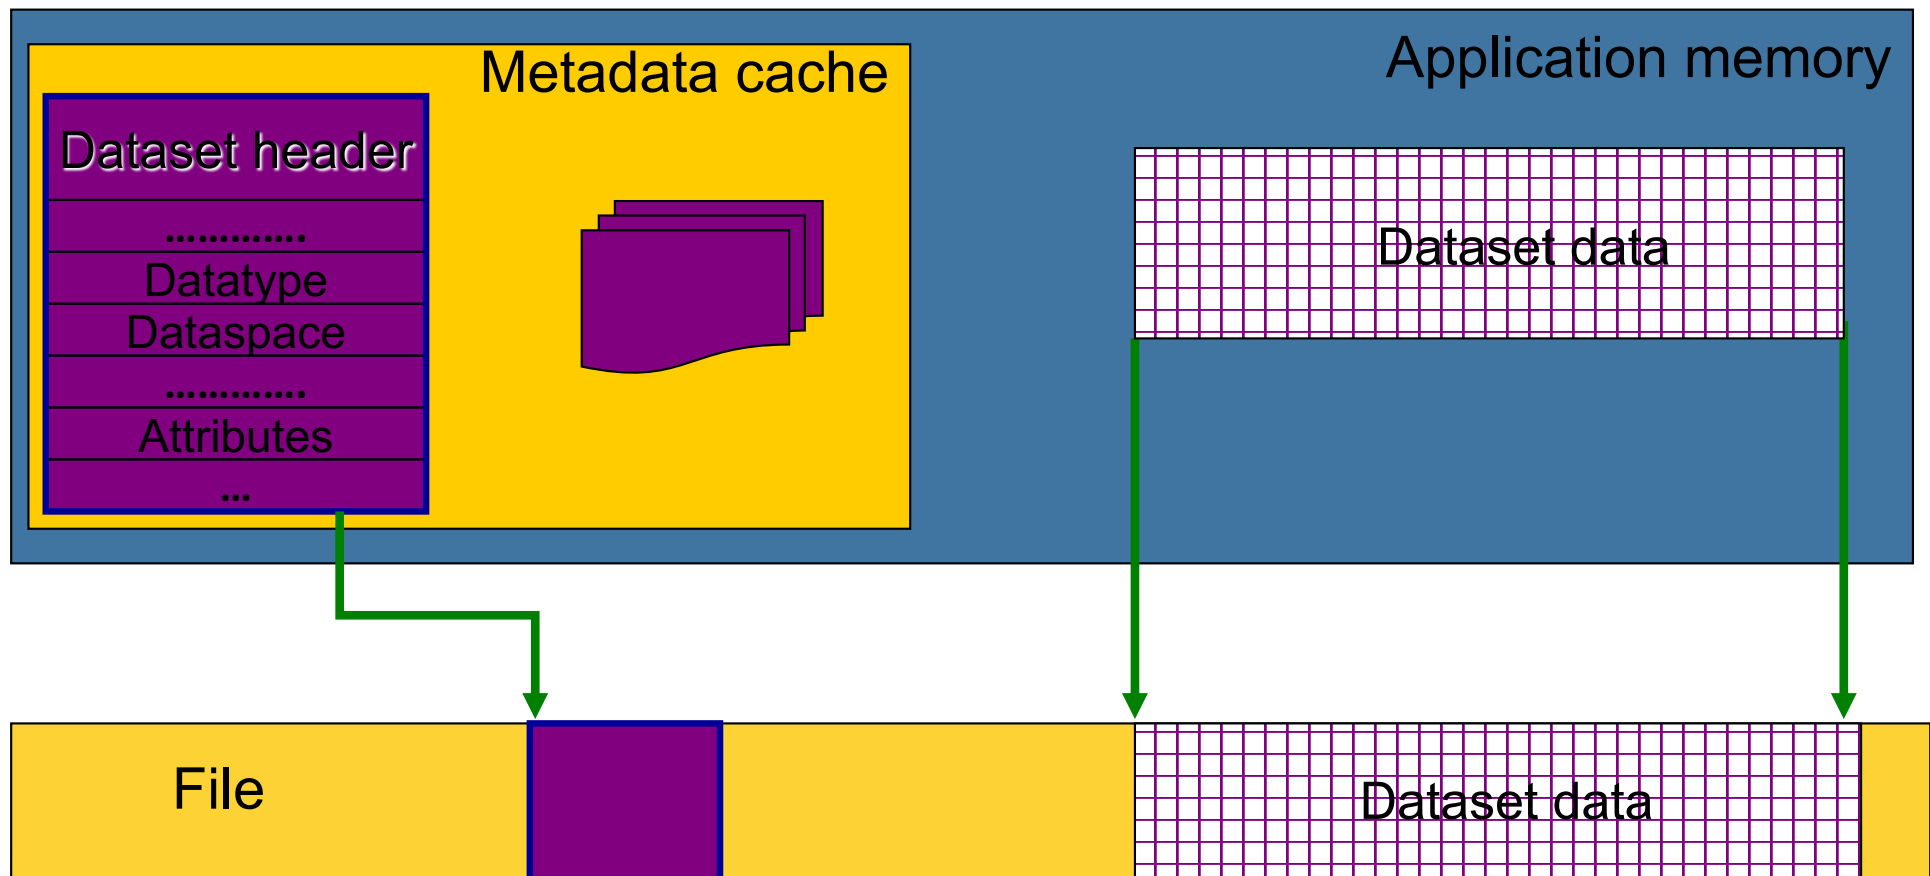 Application memory
Metadata cache
Dataset header
.............
Datatype
Dataspace
.............
Attributes
...
Dataset data
File
Dataset data